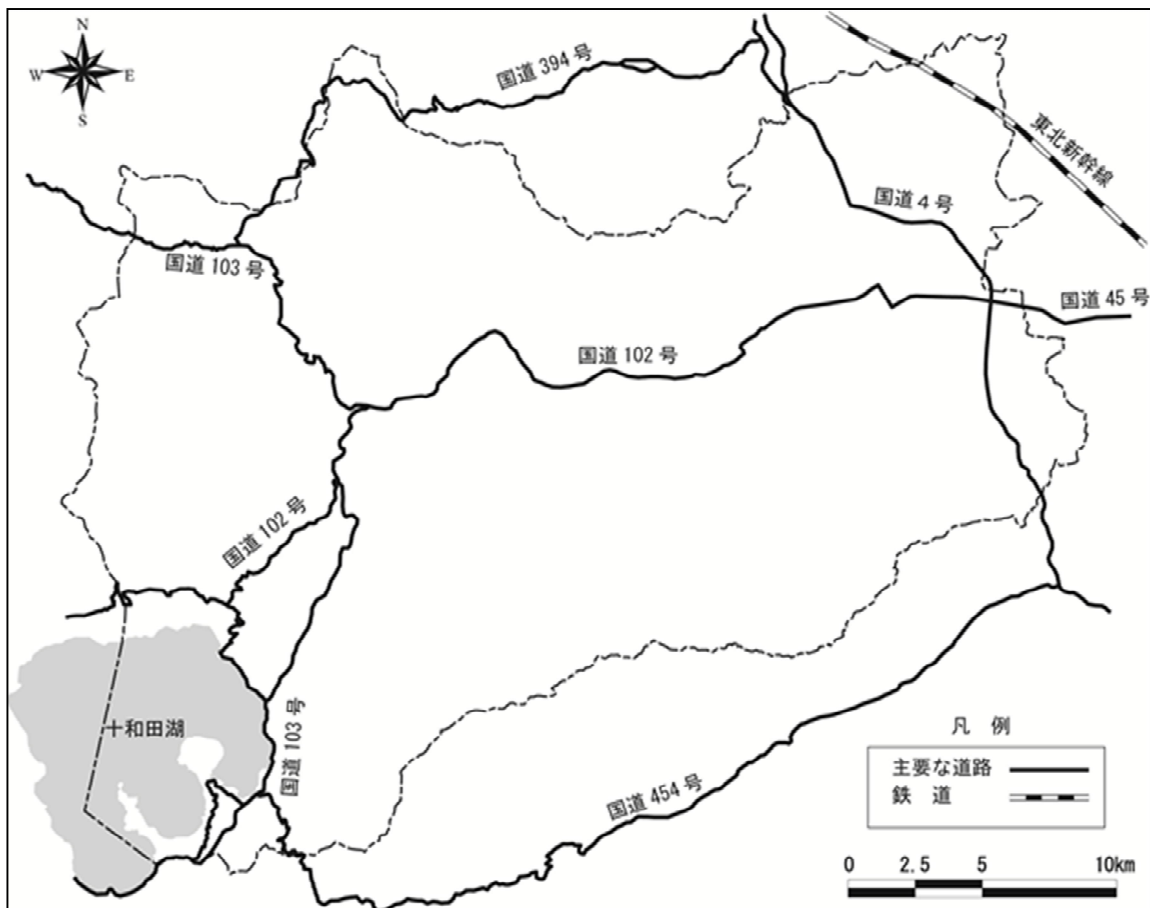 N
W E
S
国道 394 号
東北新幹線
国道 4 号
国道 103 号
国道 45 号
国道 102 号
国道 102 号
十和田湖
国道 103 号
国道 454 号
凡 例
主要な道路
鉄 道
0 2.5 5 10km